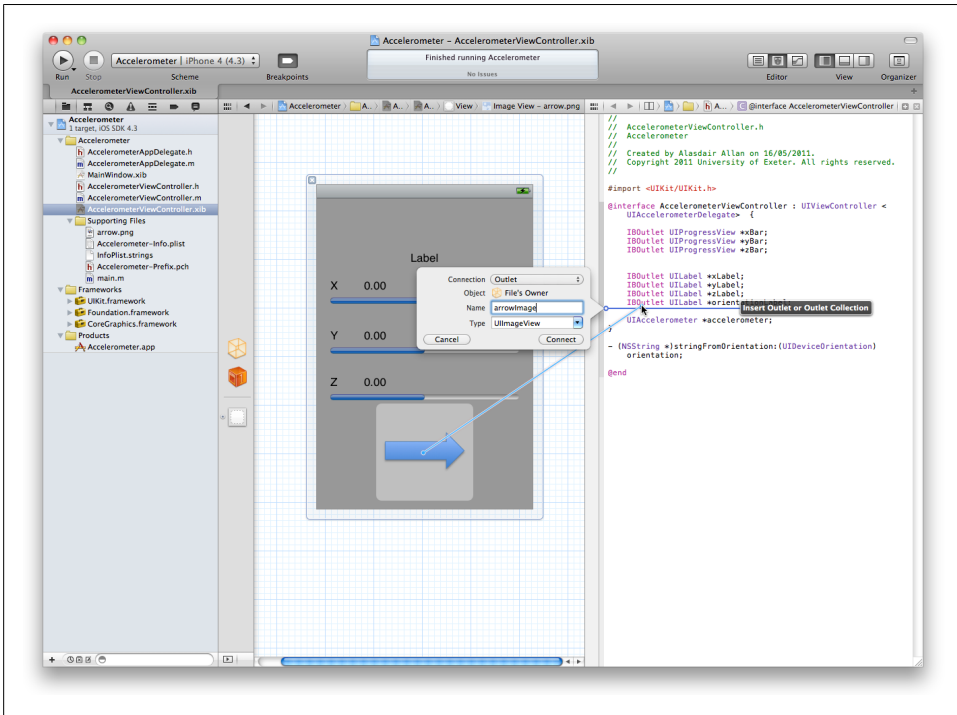 Accelerometer – AccelerometerViewController.xib
Accelerometer | iPhone 4 (4.3)
Finished running Accelerometer
No Issues
Run Stop Scheme Breakpoints Editor View Organizer
AccelerometerViewController.xib
Accelerometer
A...
A...
A...
View
Image View – arrow.png
h A...
@interface AccelerometerViewController
Accelerometer
1 target, iOS SDK 4.3
Accelerometer
AccelerometerAppDelegate.h
AccelerometerAppDelegate.m
MainWindow.xib
AccelerometerViewController.h
AccelerometerViewController.m
AccelerometerViewController.xib
Supporting Files
arrow.png
Accelerometer-Info.plist
InfoPlist.strings
Accelerometer-Prefix.pch
main.m
Frameworks
UIKit.framework
Foundation.framework
CoreGraphics.framework
Products
Accelerometer.app
Label
X 0.00
Y 0.00
Z 0.00
Connection Outlet
Object File's Owner
Name arrowImage
Type UIImageView
Cancel Connect
//
// AccelerometerViewController.h
// Accelerometer
//
// Created by Alasdair Allan on 16/05/2011.
// Copyright 2011 University of Exeter. All rights reserved.
//
#import <UIKit/UIKit.h>
@interface AccelerometerViewController : UIViewController <
UIAccelerometerDelegate> {
IBOutlet UIProgressView *xBar;
IBOutlet UIProgressView *yBar;
IBOutlet UIProgressView *zBar;
IBOutlet UILabel *xLabel;
IBOutlet UILabel *yLabel;
IBOutlet UILabel *zLabel;
IBOutlet UILabel
Insert Outlet or Outlet Collection
UIAccelerometer *accelerometer;
}
- (NSString *)stringFromOrientation:(UIDeviceOrientation)
orientation;
@end